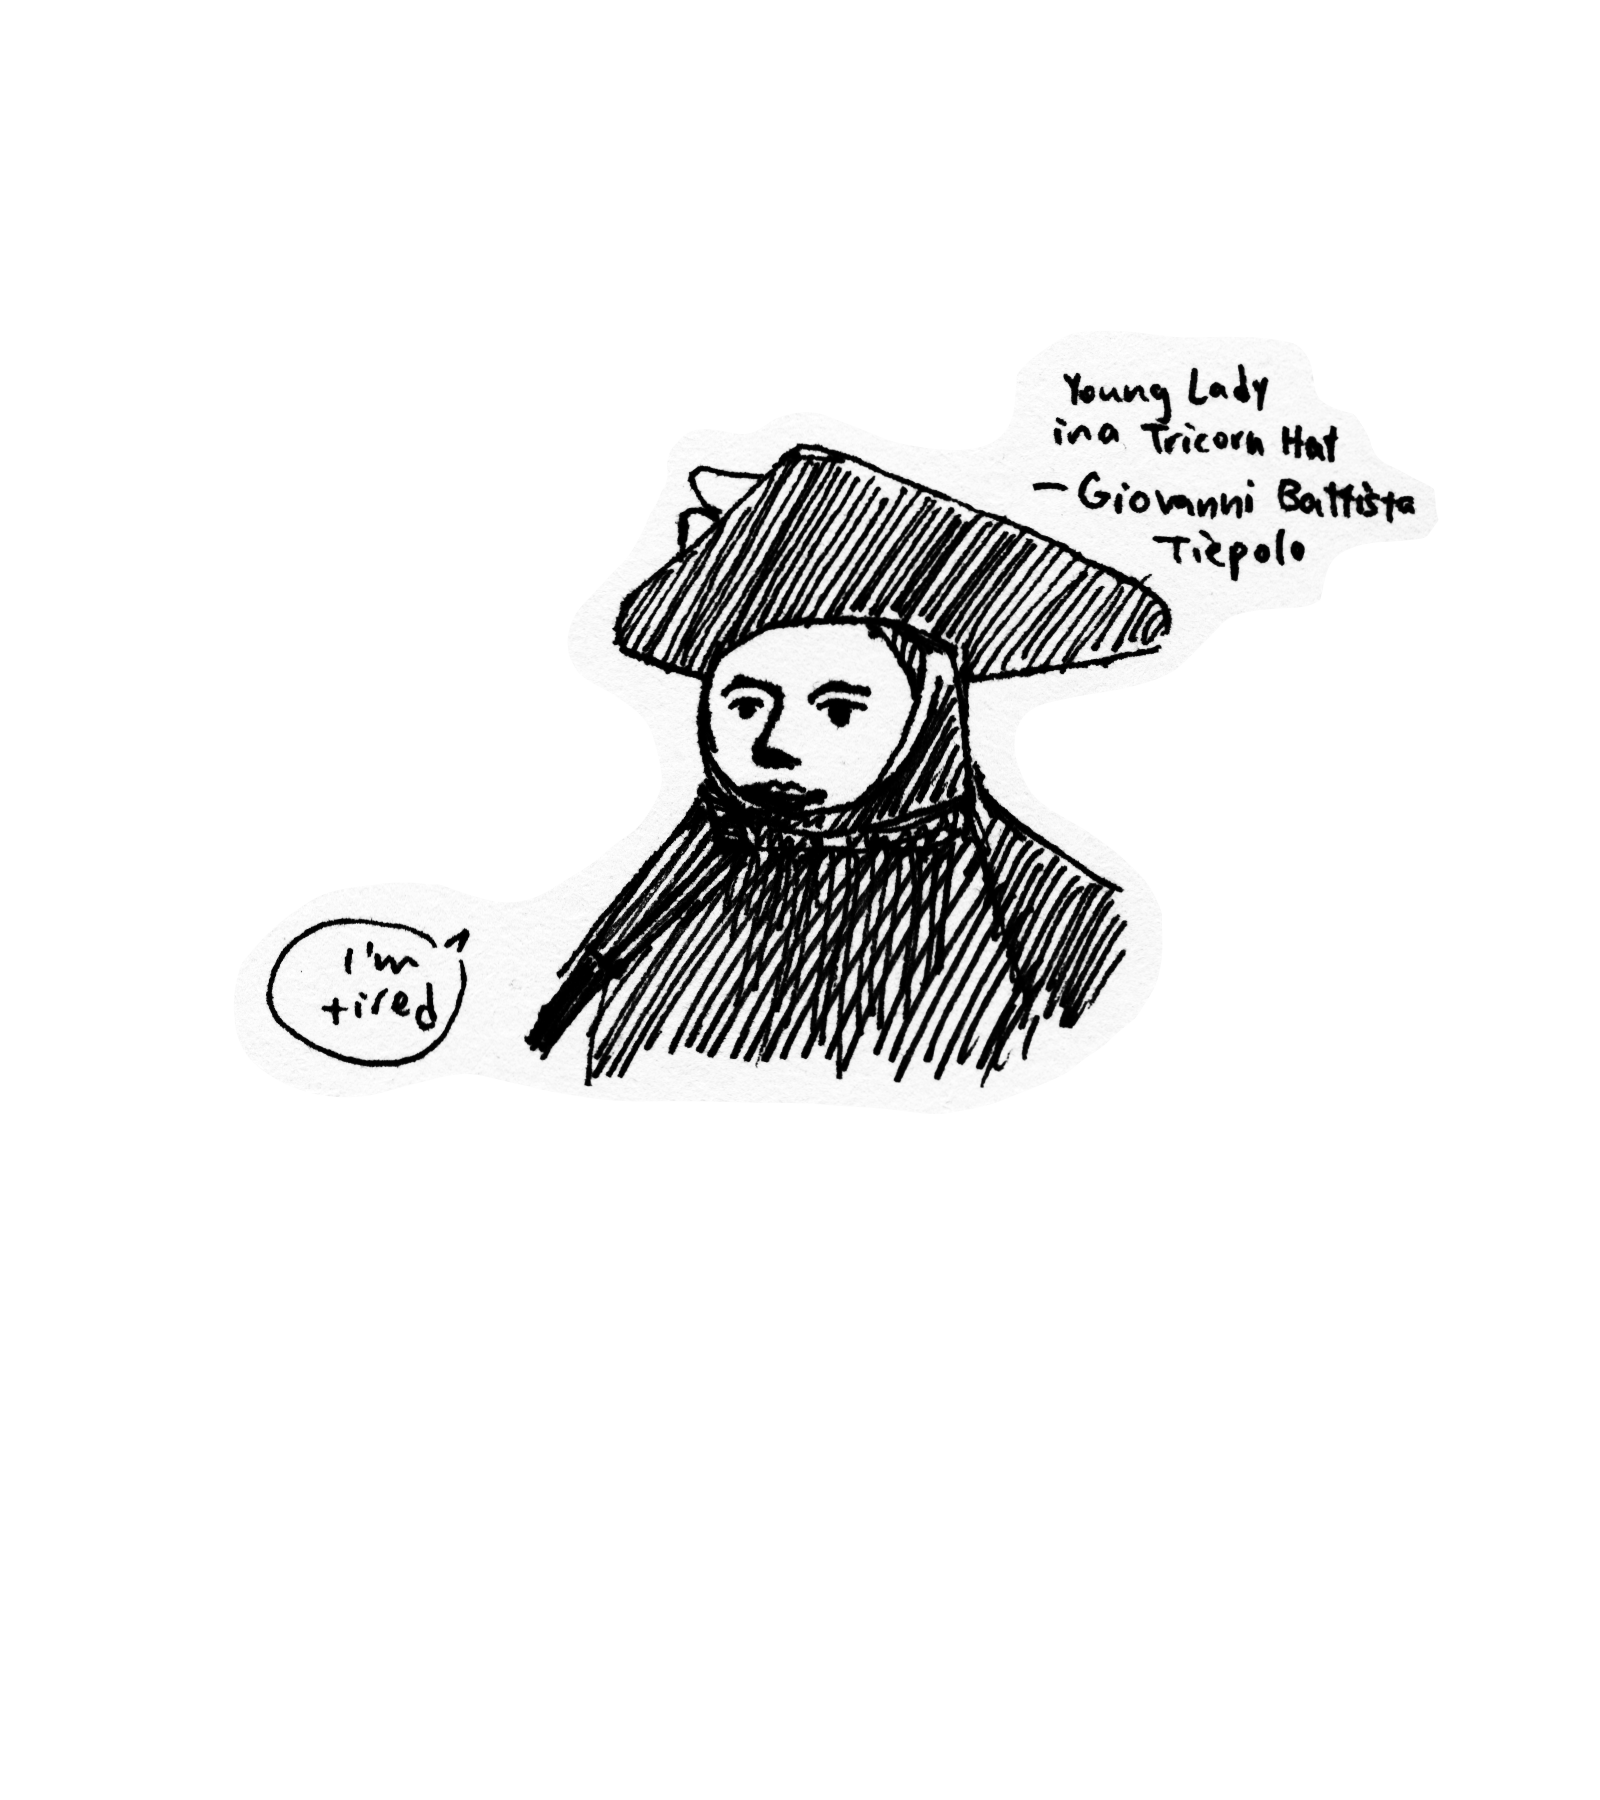 Young Lady
in a Tricorn Hat
— Giovanni Battista
Tiepolo
I'm
tired